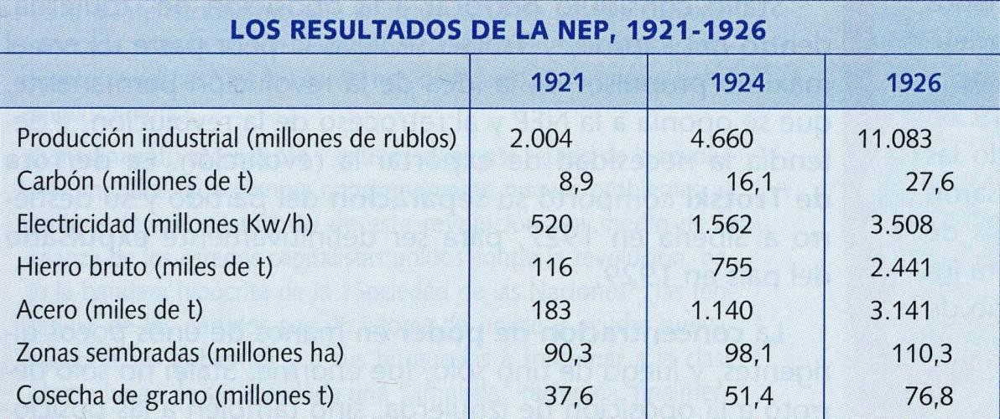 LOS RESULTADOS DE LA NEP, 1921-1926
1921 1924 1926
Producción industrial (millones de rublos) 2.004 4.660 11.083
Carbón (millones de t) 8,9 16,1 27,6
Electricidad (millones Kw/h) 520 1.562 3.508
Hierro bruto (miles de t) 116 755 2.441
Acero (miles de t) 183 1.140 3.141
Zonas sembradas (millones ha) 90,3 98,1 110,3
Cosecha de grano (millones t) 37,6 51,4 76,8